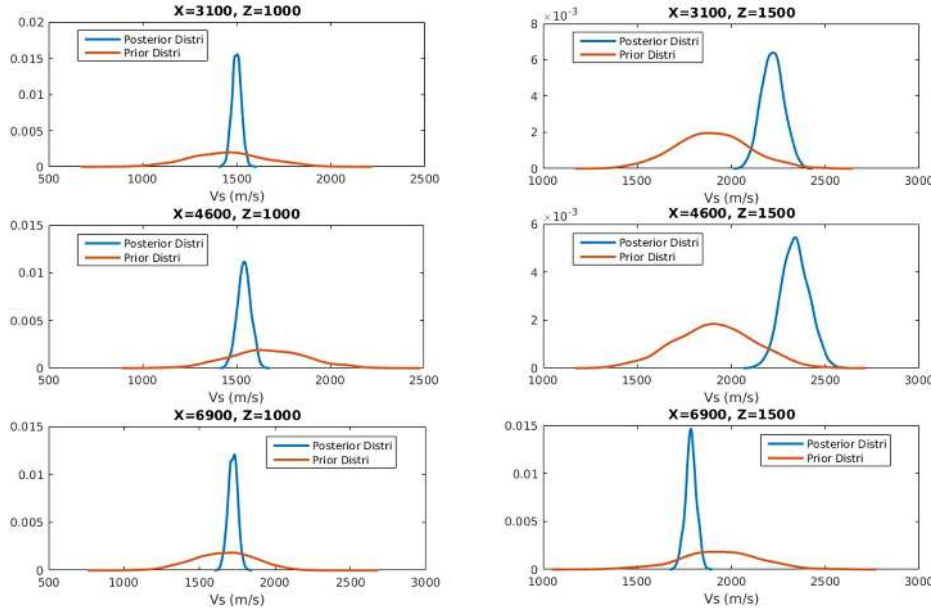 X=3100, Z=1000
0.02
0.015
0.01
0.005
0
Posterior Distri
Prior Distri
500 1000 1500 2000 2500
Vs (m/s)
X=3100, Z=1500
8 ×10-3
6
4
2
0
Posterior Distri
Prior Distri
1000 1500 2000 2500 3000
Vs (m/s)
X=4600, Z=1000
0.015
0.01
0.005
0
Posterior Distri
Prior Distri
500 1000 1500 2000 2500
Vs (m/s)
X=4600, Z=1500
6 ×10-3
4
2
0
Posterior Distri
Prior Distri
1000 1500 2000 2500 3000
Vs (m/s)
X=6900, Z=1000
0.015
0.01
0.005
0
Posterior Distri
Prior Distri
500 1000 1500 2000 2500 3000
Vs (m/s)
X=6900, Z=1500
0.015
0.01
0.005
0
Posterior Distri
Prior Distri
1000 1500 2000 2500 3000
Vs (m/s)